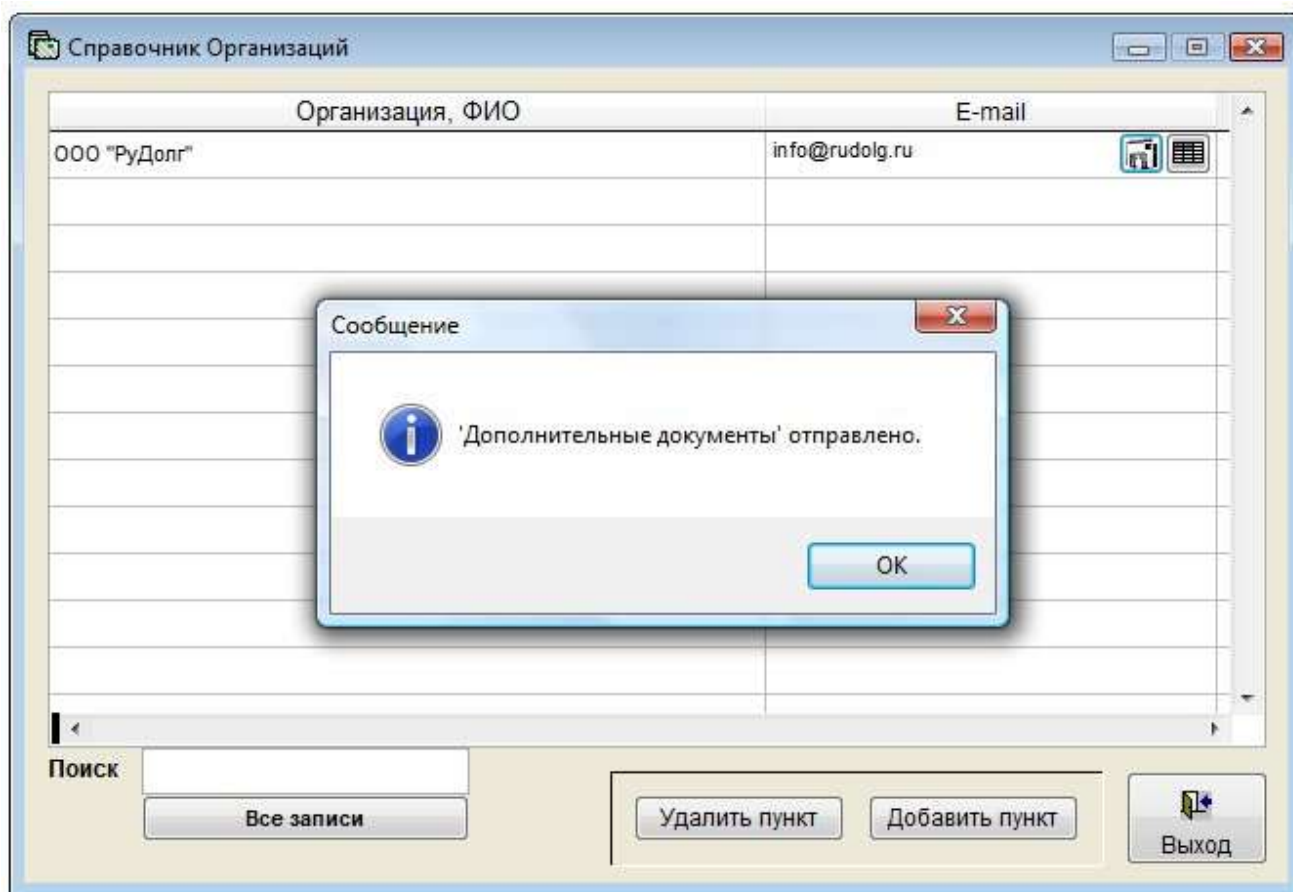 Справочник Организаций
Организация, ФИО E-mail
ООО "РуДолг" info@rudolg.ru
Сообщение
'Дополнительные документы' отправлено.
OK
Поиск
Все записи
Удалить пункт Добавить пункт
Выход